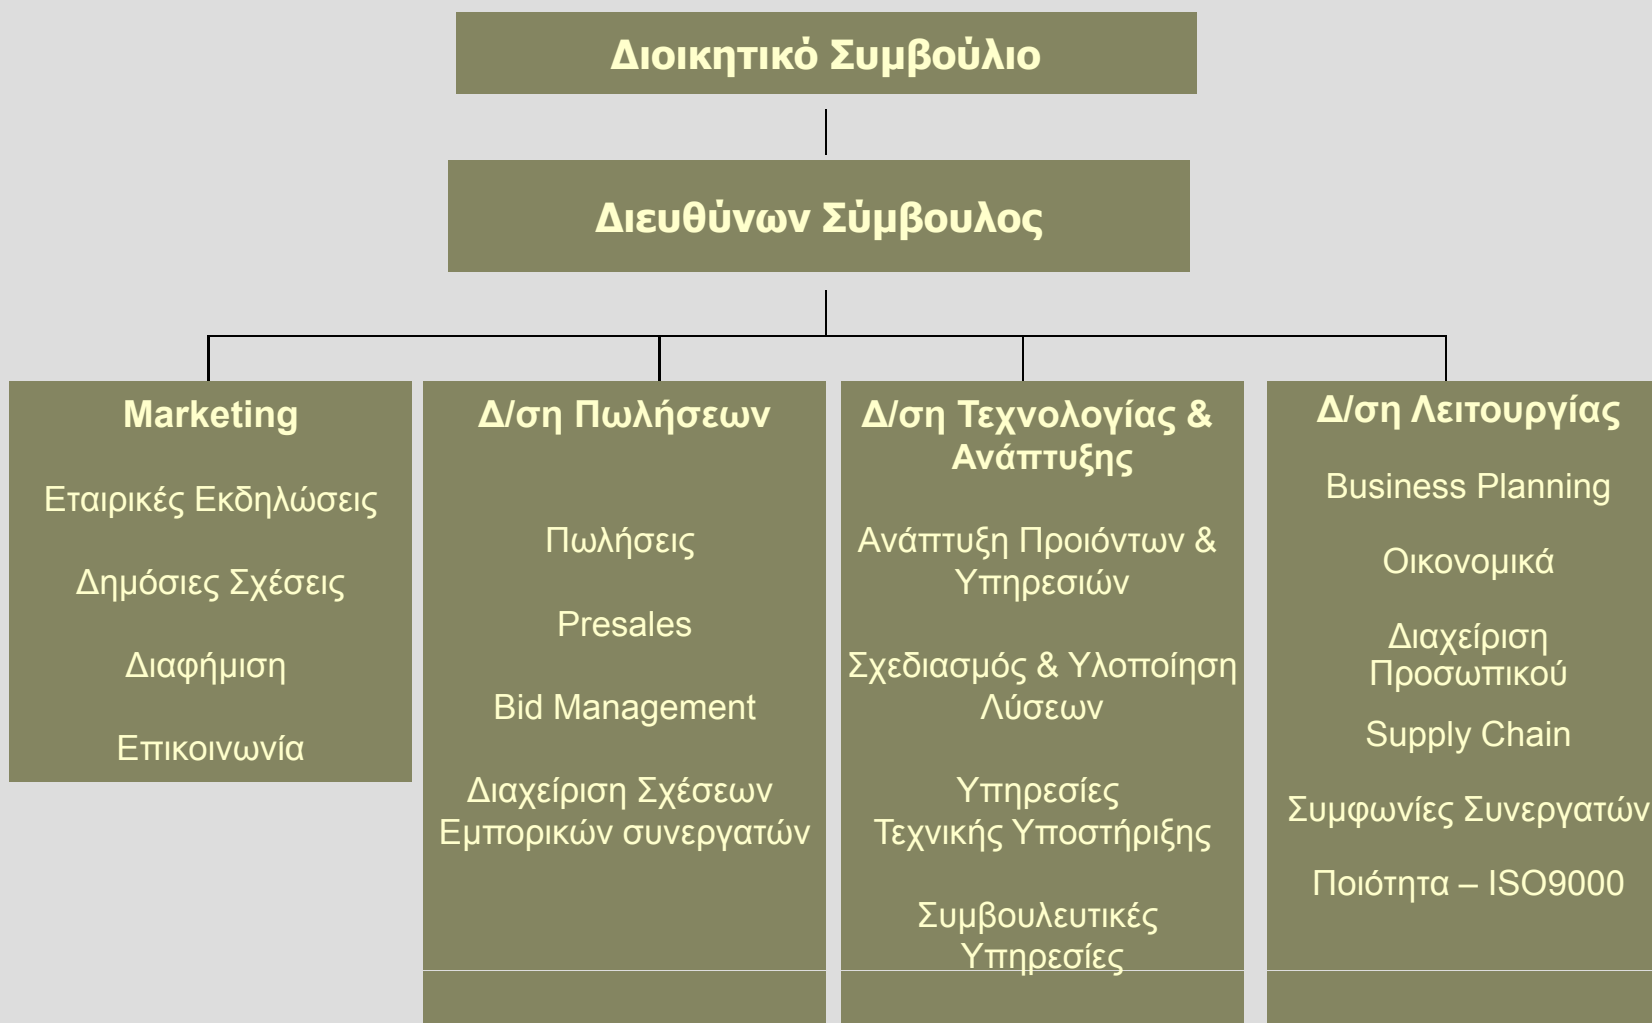 Διοικητικό Συμβούλιο
Διευθύνων Σύμβουλος
Marketing
Εταιρικές Εκδηλώσεις
Δημόσιες Σχέσεις
Διαφήμιση
Επικοινωνία
Δ/ση Πωλήσεων
Πωλήσεις
Presales
Bid Management
Διαχείριση Σχέσεων
Εμπορικών συνεργατών
Δ/ση Τεχνολογίας &
Ανάπτυξης
Ανάπτυξη Προιόντων &
Υπηρεσιών
Σχεδιασμός & Υλοποίηση
Λύσεων
Υπηρεσίες
Τεχνικής Υποστήριξης
Συμβουλευτικές
Υπηρεσίες
Δ/ση Λειτουργίας
Business Planning
Οικονομικά
Διαχείριση
Προσωπικού
Supply Chain
Συμφωνίες Συνεργατών
Ποιότητα – ISO9000